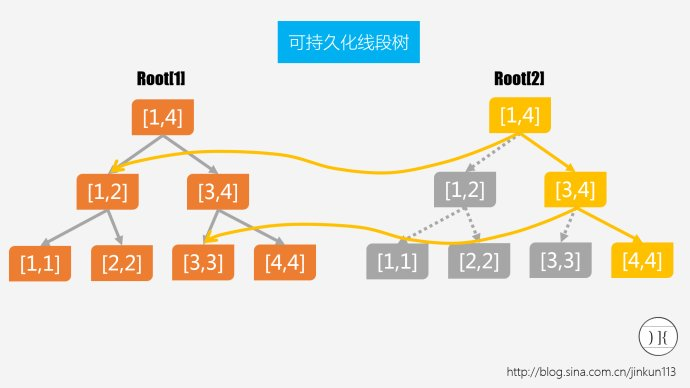 可持久化线段树
Root[1] Root[2]
[1,4] [1,4]
[1,2] [3,4] [1,2] [3,4]
[1,1] [2,2] [3,3] [4,4] [1,1] [2,2] [3,3] [4,4]
) ][
http://blog.sina.com.cn/jinkun113